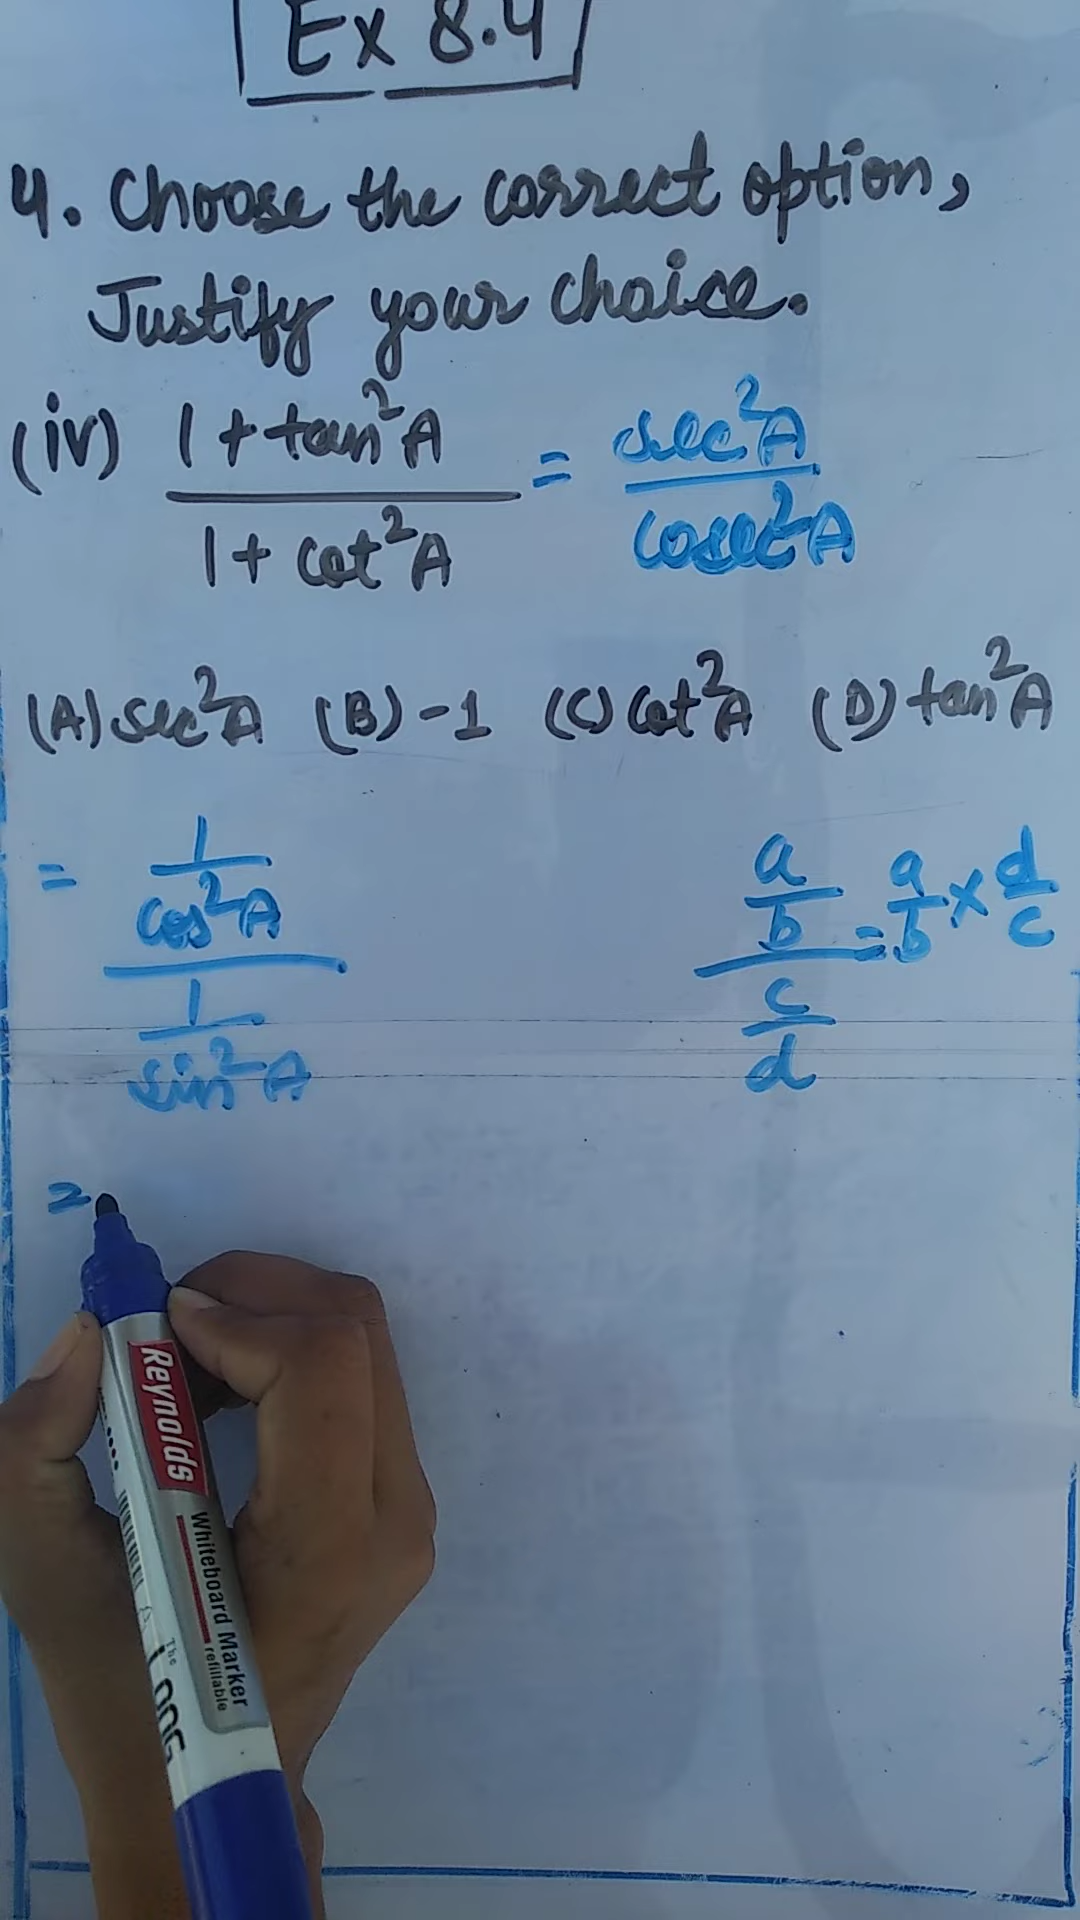 Ex 8.4
4. Choose the correct option,
Justify your choice.
(iv) 1 + tan²A / 1 + cot²A = sec²A / cosec²A
(A) sec²A (B) -1 (C) cot²A (D) tan²A
= 1/cos²A / 1/sin²A
a/b / c/d = a/b × d/c
=
Reynolds
Whiteboard Marker
refillable
The LONG